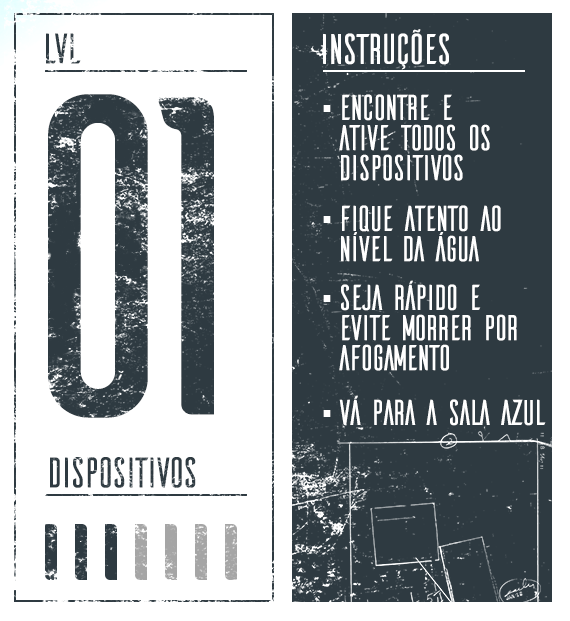 LVL
01
DISPOSITIVOS
INSTRUÇÕES
▪ ENCONTRE E
ATIVE TODOS OS
DISPOSITIVOS
▪ FIQUE ATENTO AO
NÍVEL DA ÁGUA
▪ SEJA RÁPIDO E
EVITE MORRER POR
AFOGAMENTO
▪ VÁ PARA A SALA AZUL